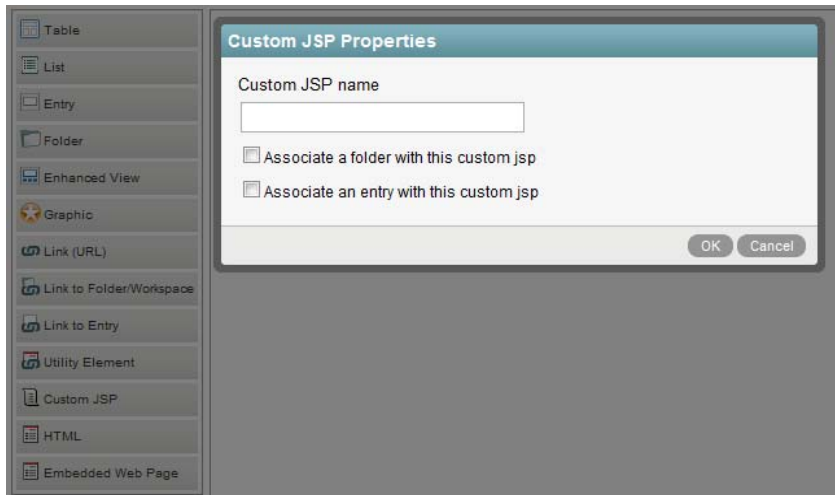 Table
List
Entry
Folder
Enhanced View
Graphic
Link (URL)
Link to Folder/Workspace
Link to Entry
Utility Element
Custom JSP
HTML
Embedded Web Page
Custom JSP Properties
Custom JSP name
Associate a folder with this custom jsp
Associate an entry with this custom jsp
OK Cancel